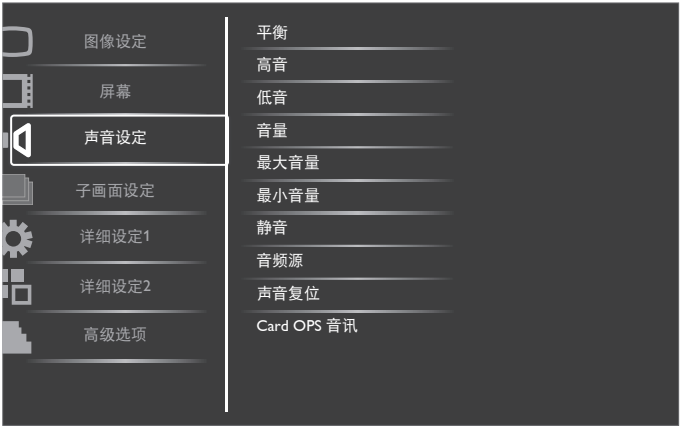 图像设定
屏幕
声音设定
子画面设定
详细设定1
详细设定2
高级选项
平衡
高音
低音
音量
最大音量
最小音量
静音
音频源
声音复位
Card OPS 音讯